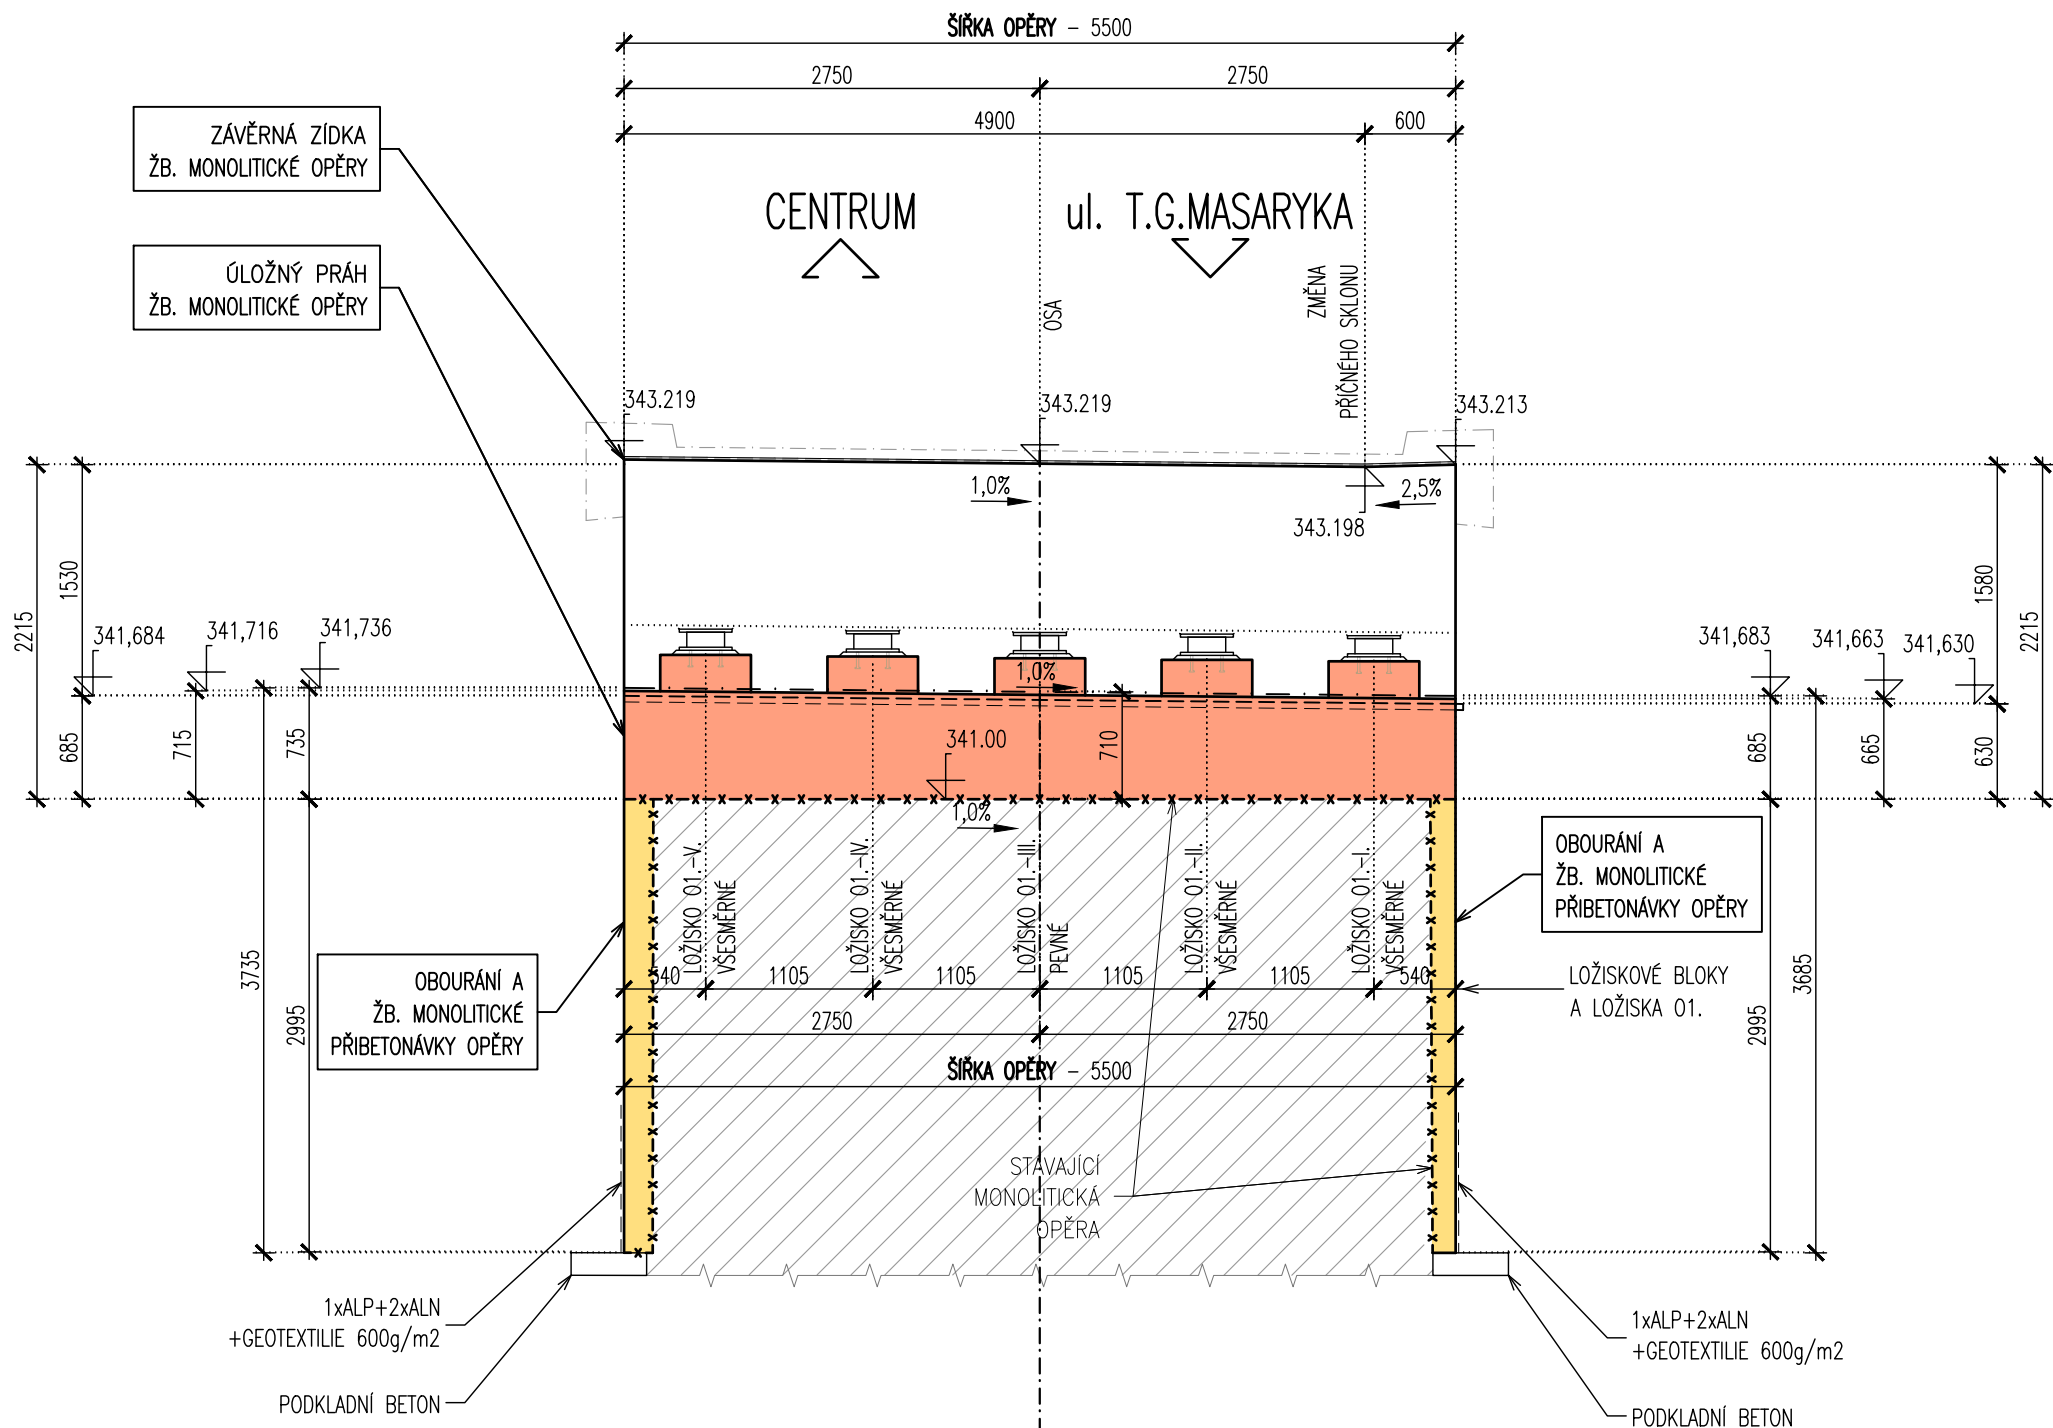 ŠÍŘKA OPĚRY - 5500
2750
2750
4900
600
ZÁVĚRNÁ ZÍDKA
ŽB. MONOLITICKÉ OPĚRY
CENTRUM
ul. T.G.MASARYKA
ÚLOŽNÝ PRÁH
ŽB. MONOLITICKÉ OPĚRY
OSA
ZMĚNA
PŘÍČNÉHO SKLONU
343.219
343.219
343.213
1,0%
2,5%
343.198
2215
1530
1580
2215
341,684
341,716
341,736
341,683
341,663
341,630
1,0%
685
715
735
341.00
710
685
665
630
1,0%
LOŽISKO O1.-V.
VŠESMĚRNÉ
LOŽISKO O1.-IV.
VŠESMĚRNÉ
LOŽISKO O1.-III.
PEVNÉ
LOŽISKO O1.-II.
VŠESMĚRNÉ
LOŽISKO O1.-I.
VŠESMĚRNÉ
OBOURÁNÍ A
ŽB. MONOLITICKÉ
PŘIBETONÁVKY OPĚRY
540
1105
1105
1105
1105
540
LOŽISKOVÉ BLOKY
A LOŽISKA O1.
3735
2995
OBOURÁNÍ A
ŽB. MONOLITICKÉ
PŘIBETONÁVKY OPĚRY
2750
2750
2995
3685
ŠÍŘKA OPĚRY - 5500
STÁVAJÍCÍ
MONOLITICKÁ
OPĚRA
1xALP+2xALN
+GEOTEXTILIE 600g/m2
1xALP+2xALN
+GEOTEXTILIE 600g/m2
PODKLADNÍ BETON
PODKLADNÍ BETON